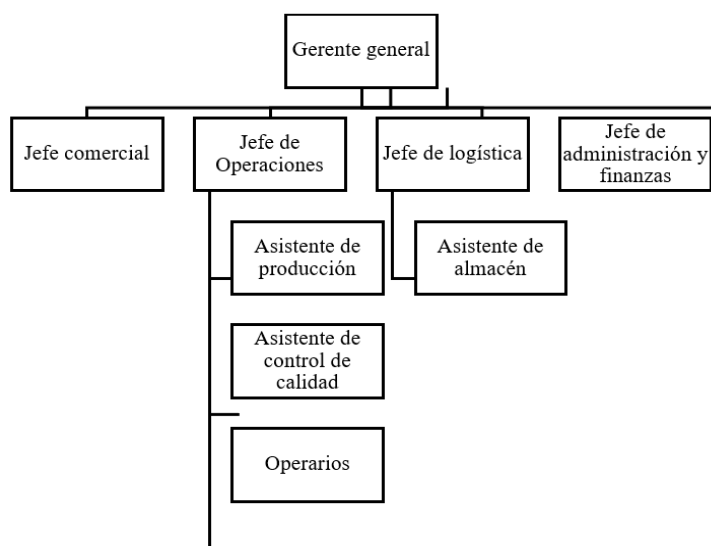 Gerente general
Jefe comercial
Jefe de
Operaciones
Jefe de logística
Jefe de
administración y
finanzas
Asistente de
producción
Asistente de
almacén
Asistente de
control de
calidad
Operarios